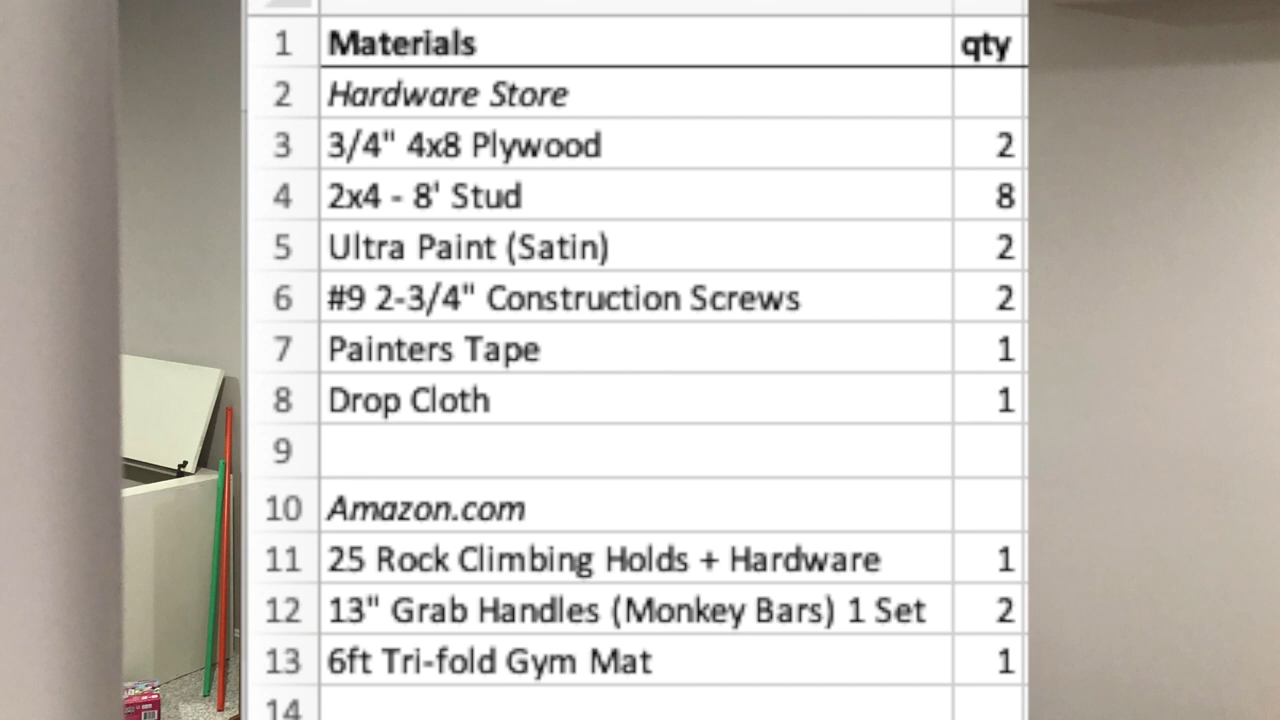 1 Materials qty
2 Hardware Store
3 3/4" 4x8 Plywood 2
4 2x4 - 8' Stud 8
5 Ultra Paint (Satin) 2
6 #9 2-3/4" Construction Screws 2
7 Painters Tape 1
8 Drop Cloth 1
9
10 Amazon.com
11 25 Rock Climbing Holds + Hardware 1
12 13" Grab Handles (Monkey Bars) 1 Set 2
13 6ft Tri-fold Gym Mat 1
14